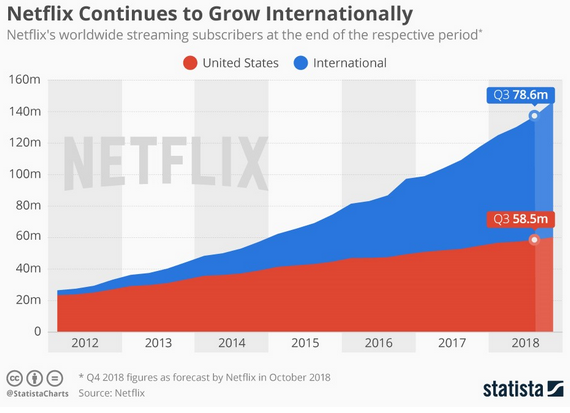 Netflix Continues to Grow Internationally
Netflix's worldwide streaming subscribers at the end of the respective period*
United States International
160m
140m
120m
100m
80m
60m
40m
20m
0
NETFLIX
Q3 78.6m
Q3 58.5m
2012 2013 2014 2015 2016 2017 2018
* Q4 2018 figures as forecast by Netflix in October 2018
@StatistaCharts Source: Netflix
statista